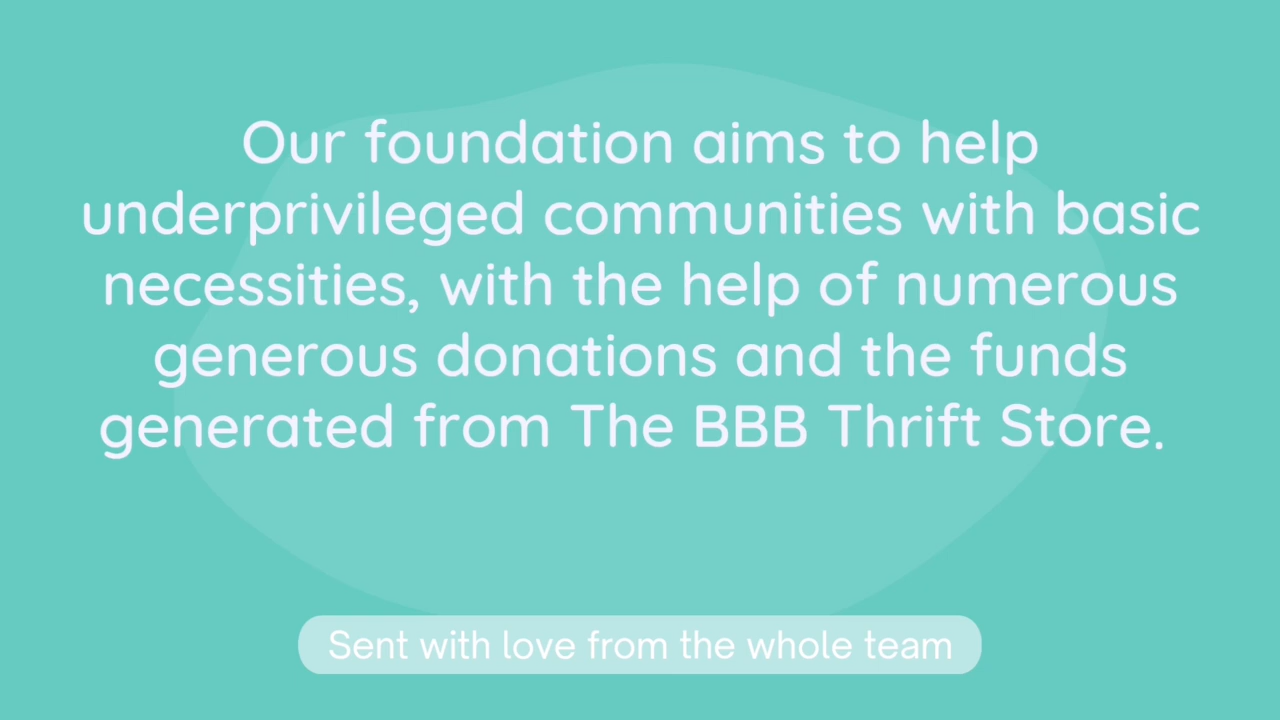 Our foundation aims to help
underprivileged communities with basic
necessities, with the help of numerous
generous donations and the funds
generated from The BBB Thrift Store.
Sent with love from the whole team